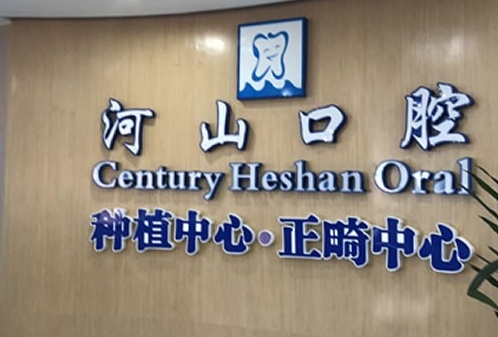 河山口腔
Century Heshan Oral
种植中心·正畸中心